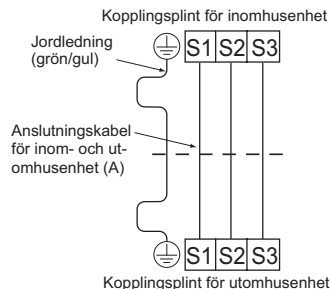 Kopplingsplint för inomhusenhet
Jordledning
(grön/gul)
S1 S2 S3
Anslutningskabel
för inom- och ut-
omhusenhet (A)
S1 S2 S3
Kopplingsplint för utomhusenhet